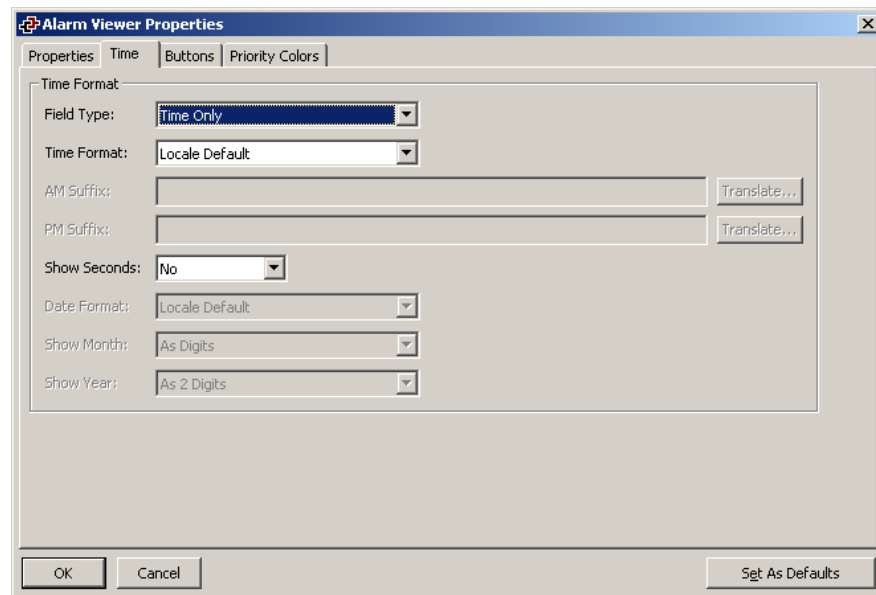 Alarm Viewer Properties
Properties Time Buttons Priority Colors
Time Format
Field Type: Time Only
Time Format: Locale Default
AM Suffix: Translate...
PM Suffix: Translate...
Show Seconds: No
Date Format: Locale Default
Show Month: As Digits
Show Year: As 2 Digits
OK Cancel Set As Defaults